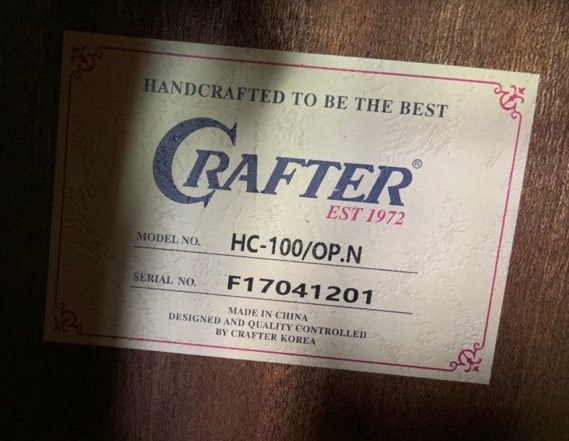 HANDCRAFTED TO BE THE BEST
CRAFTER®
EST 1972
MODEL NO. HC-100/OP.N
SERIAL NO. F17041201
MADE IN CHINA
DESIGNED AND QUALITY CONTROLLED
BY CRAFTER KOREA